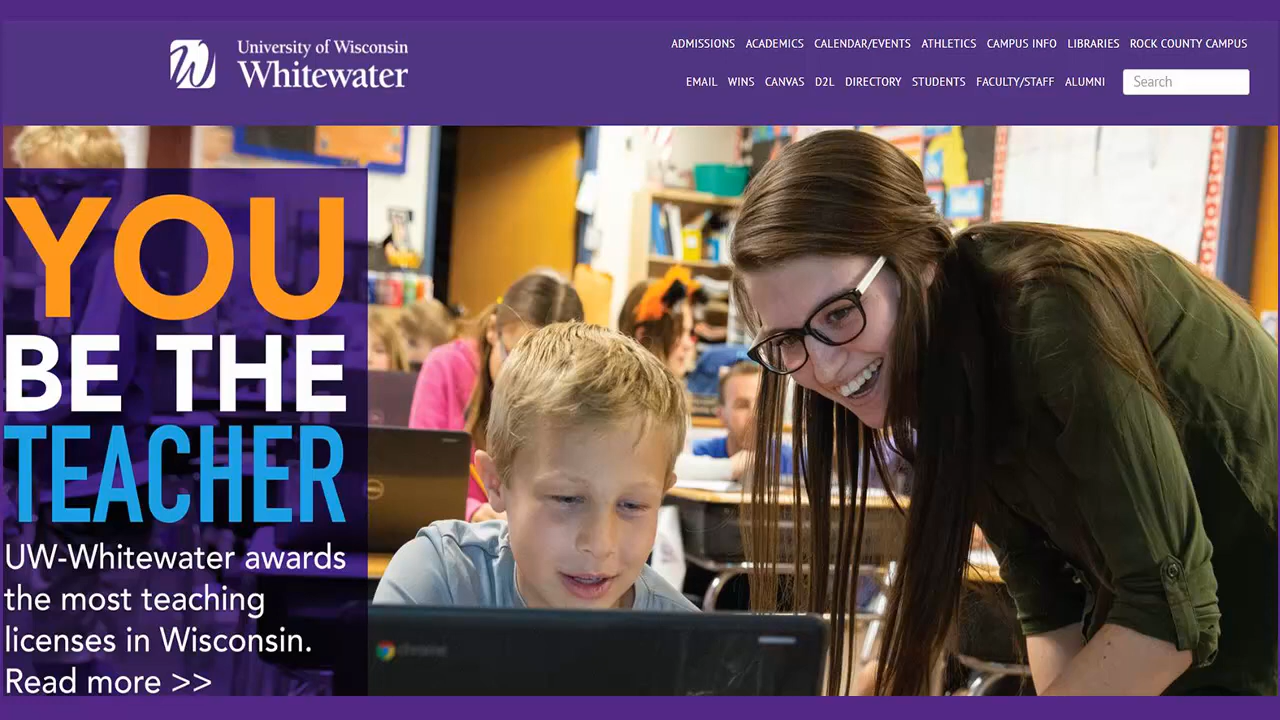 University of Wisconsin
Whitewater
ADMISSIONS ACADEMICS CALENDAR/EVENTS ATHLETICS CAMPUS INFO LIBRARIES ROCK COUNTY CAMPUS
EMAIL WINS CANVAS D2L DIRECTORY STUDENTS FACULTY/STAFF ALUMNI Search
YOU
BE THE
TEACHER
UW-Whitewater awards
the most teaching
licenses in Wisconsin.
Read more >>
DELL
chrome